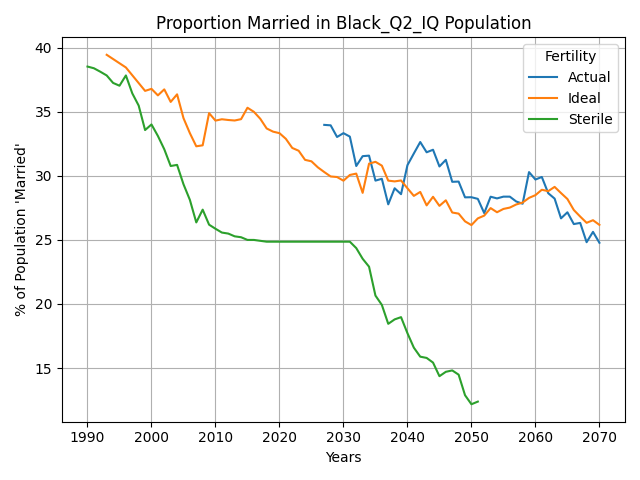 Proportion Married in Black_Q2_IQ Population
% of Population 'Married'
40
35
30
25
20
15
Fertility
Actual
Ideal
Sterile
1990 2000 2010 2020 2030 2040 2050 2060 2070
Years